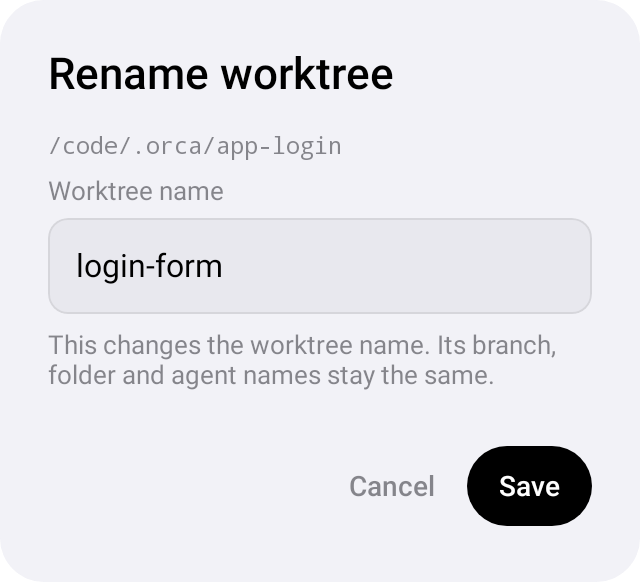 Rename worktree
/code/.orca/app-login
Worktree name
login-form
This changes the worktree name. Its branch,
folder and agent names stay the same.
Cancel Save